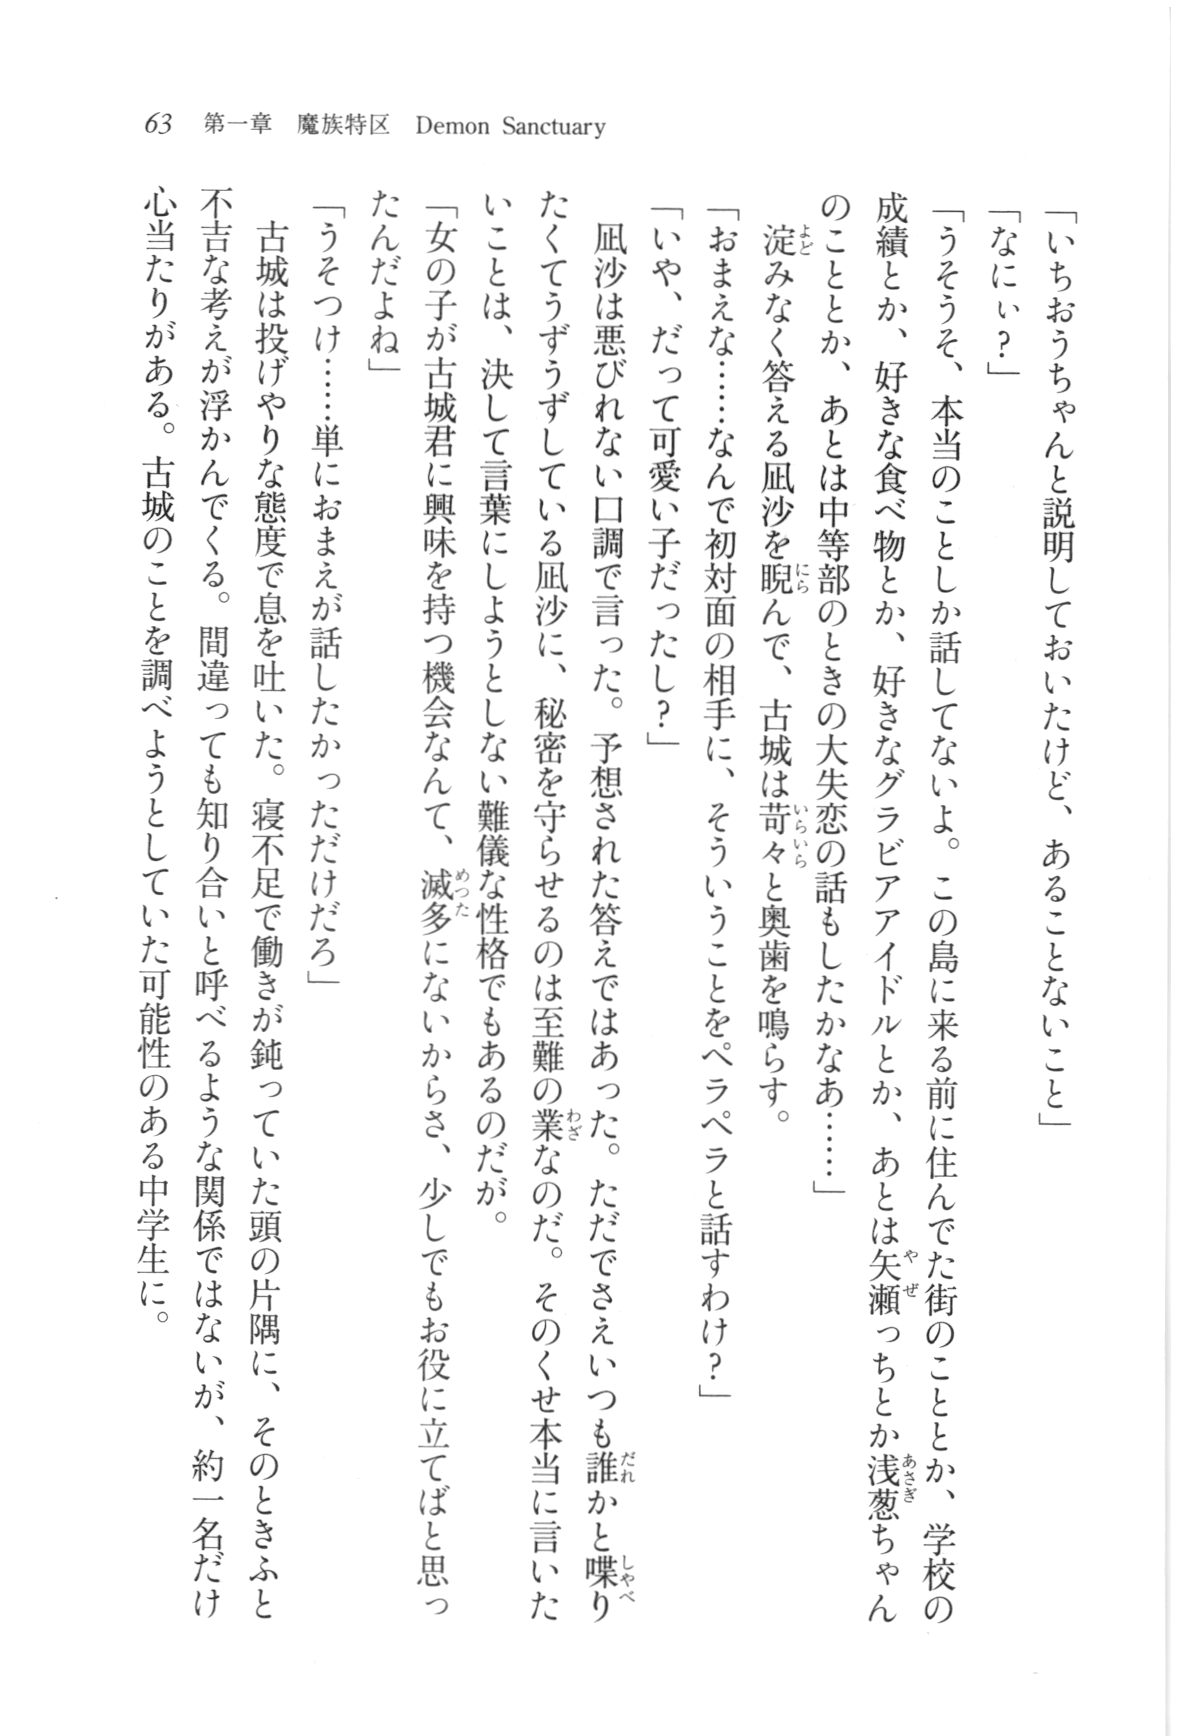 63 第一章 魔族特区 Demon Sanctuary
「いちおうちゃんと説明しておいたけど、あることないこと」
「なにぃ？」
「うそうそ、本当のことしか話してないよ。この島に来る前に住んでた街のこととか、学校の
成績とか、好きな食べ物とか、好きなグラビアアイドルとか、あとは矢瀬っちとか浅葱ちゃん
のこととか、あとは中等部のときの大失恋の話もしたかなあ……」
淀みなく答える凪沙を睨んで、古城は苛々と奥歯を鳴らす。
「おまえな……なんで初対面の相手に、そういうことをペラペラと話すわけ？」
「いや、だって可愛い子だったし？」
凪沙は悪びれない口調で言った。予想された答えではあった。ただでさえいつも誰かと喋り
たくてうずうずしている凪沙に、秘密を守らせるのは至難の業なのだ。そのくせ本当に言いた
いことは、決して言葉にしようとしない難儀な性格でもあるのだが。
「女の子が古城君に興味を持つ機会なんて、滅多にないからさ、少しでもお役に立てばと思っ
たんだよね」
「うそつけ……単におまえが話したかっただけだろ」
古城は投げやりな態度で息を吐いた。寝不足で働きが鈍っていた頭の片隅に、そのときふと
不吉な考えが浮かんでくる。間違っても知り合いと呼べるような関係ではないが、約一名だけ
心当たりがある。古城のことを調べようとしていた可能性のある中学生に。